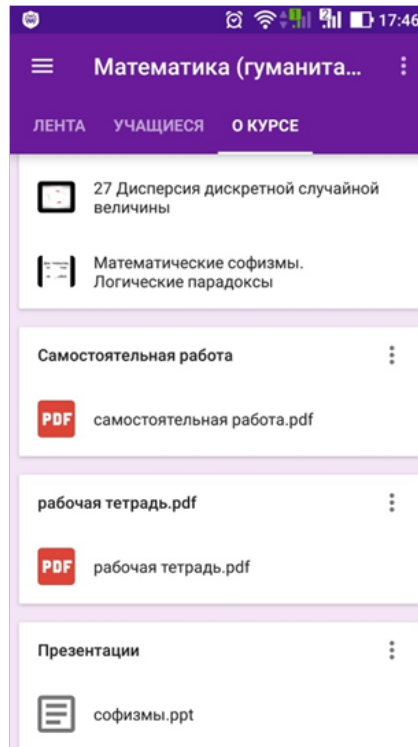 17:46
Математика (гуманита...
ЛЕНТА УЧАЩИЕСЯ О КУРСЕ
27 Дисперсия дискретной случайной
величины
Математические софизмы.
Логические парадоксы
Самостоятельная работа
PDF самостоятельная работа.pdf
рабочая тетрадь.pdf
PDF рабочая тетрадь.pdf
Презентации
софизмы.ppt